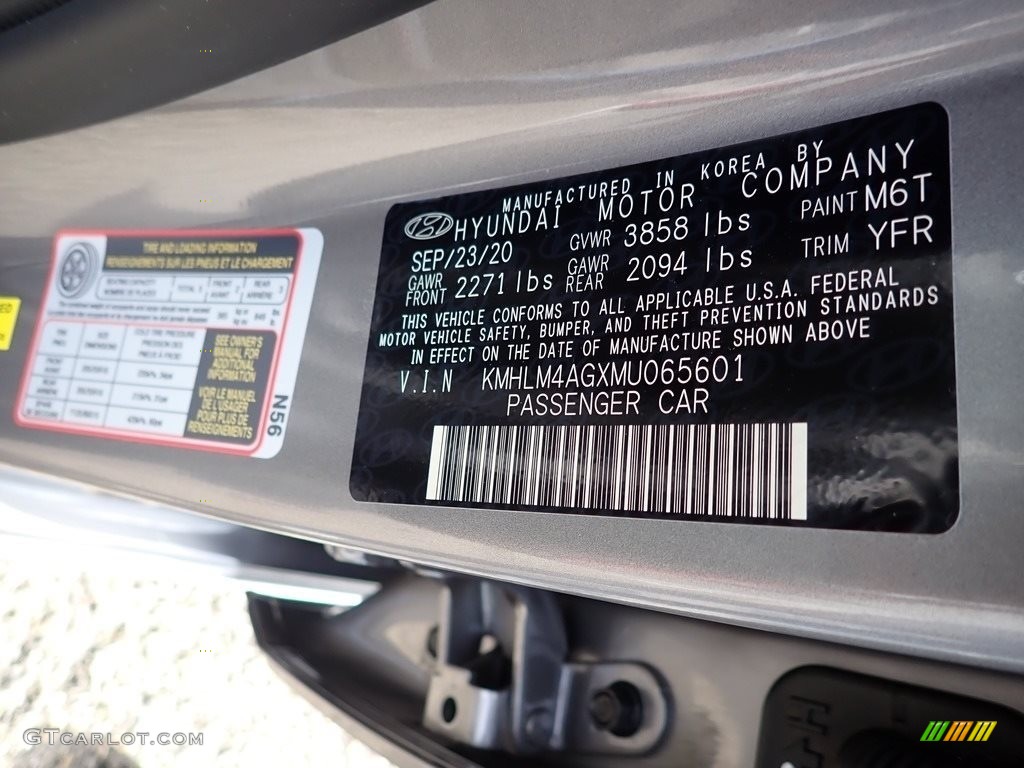 TIRE AND LOADING INFORMATION
RENSEIGNEMENTS SUR LES PNEUS ET LE CHARGEMENT
SEE OWNER'S
MANUAL FOR
ADDITIONAL
INFORMATION
VOIR LE MANUEL
DE L'USAGER
POUR PLUS DE
RENSEIGNEMENTS
N56
MANUFACTURED IN KOREA BY
HYUNDAI MOTOR COMPANY
SEP/23/20 GVWR 3858 lbs PAINT M6T
GAWR FRONT 2271 lbs GAWR REAR 2094 lbs TRIM YFR
THIS VEHICLE CONFORMS TO ALL APPLICABLE U.S.A. FEDERAL
MOTOR VEHICLE SAFETY, BUMPER, AND THEFT PREVENTION STANDARDS
IN EFFECT ON THE DATE OF MANUFACTURE SHOWN ABOVE
V.I.N KMHLM4AGXMU065601
PASSENGER CAR
GTCARLOT.COM